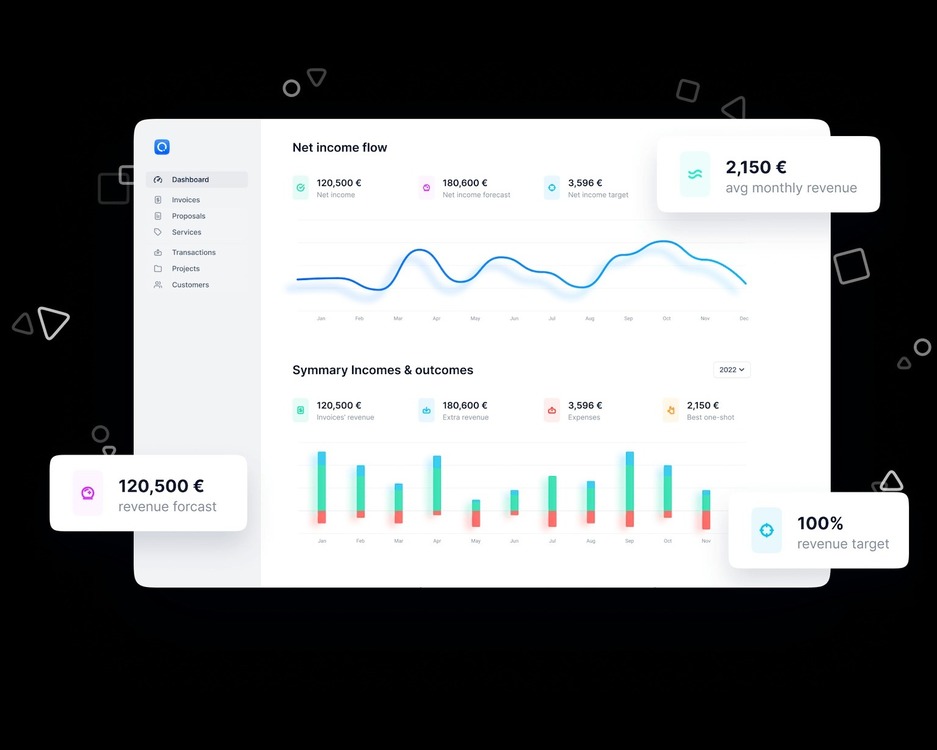 Net income flow
Dashboard
Invoices
Proposals
Services
Transactions
Projects
Customers
120,500 €
Net income
180,600 €
Net income forecast
3,596 €
Net income target
2,150 €
avg monthly revenue
Jan Feb Mar Apr May Jun Jul Aug Sep Oct Nov Dec
Symmary Incomes & outcomes
2022
120,500 €
Invoices' revenue
180,600 €
Extra revenue
3,596 €
Expenses
2,150 €
Best one-shot
Jan Feb Mar Apr May Jun Jul Aug Sep Oct Nov
120,500 €
revenue forcast
100%
revenue target